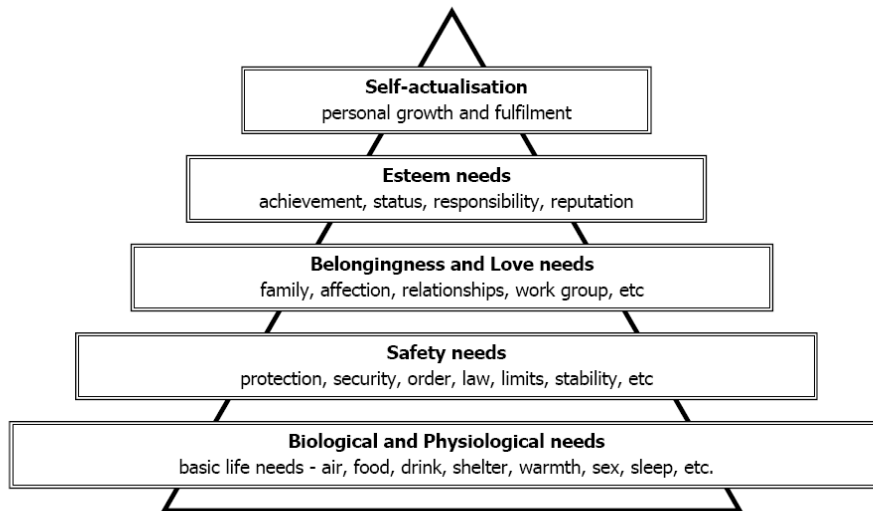 Self-actualisation
personal growth and fulfilment
Esteem needs
achievement, status, responsibility, reputation
Belongingness and Love needs
family, affection, relationships, work group, etc
Safety needs
protection, security, order, law, limits, stability, etc
Biological and Physiological needs
basic life needs - air, food, drink, shelter, warmth, sex, sleep, etc.